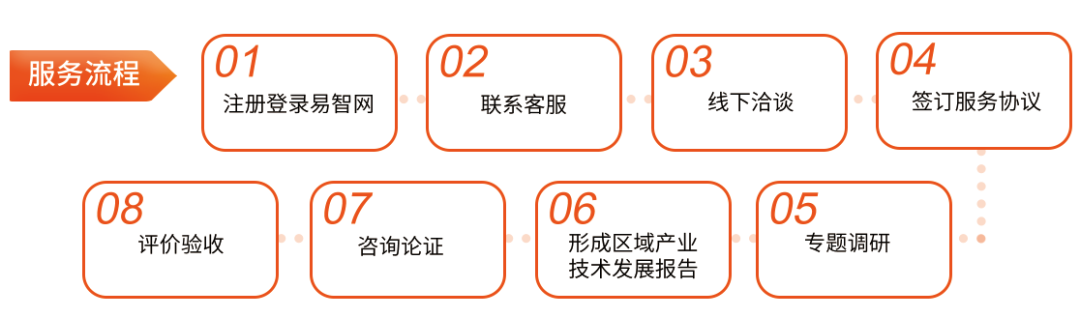 服务流程
01
注册登录易智网
02
联系客服
03
线下洽谈
04
签订服务协议
05
专题调研
06
形成区域产业
技术发展报告
07
咨询论证
08
评价验收